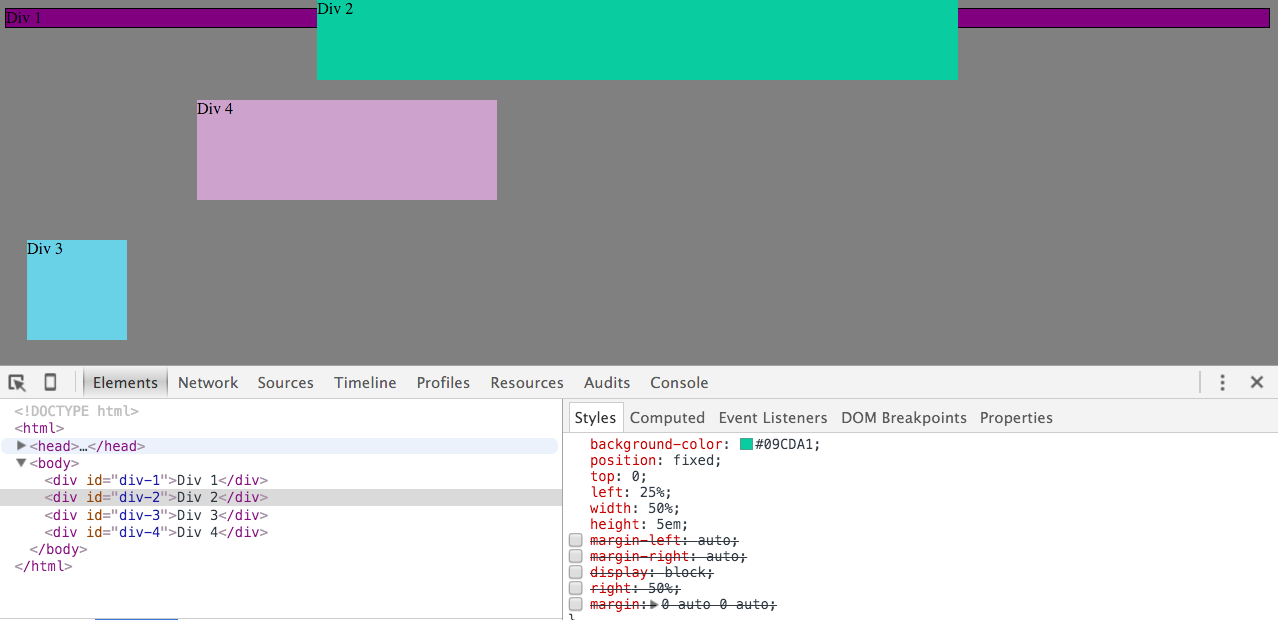 Div 1
Div 2
Div 4
Div 3
Elements Network Sources Timeline Profiles Resources Audits Console
<!DOCTYPE html>
<html>
<head>…</head>
<body>
<div id="div-1">Div 1</div>
<div id="div-2">Div 2</div>
<div id="div-3">Div 3</div>
<div id="div-4">Div 4</div>
</body>
</html>
Styles Computed Event Listeners DOM Breakpoints Properties
background-color: #09CDA1;
position: fixed;
top: 0;
left: 25%;
width: 50%;
height: 5em;
margin-left: auto;
margin-right: auto;
display: block;
right: 50%;
margin: 0 auto 0 auto;
}